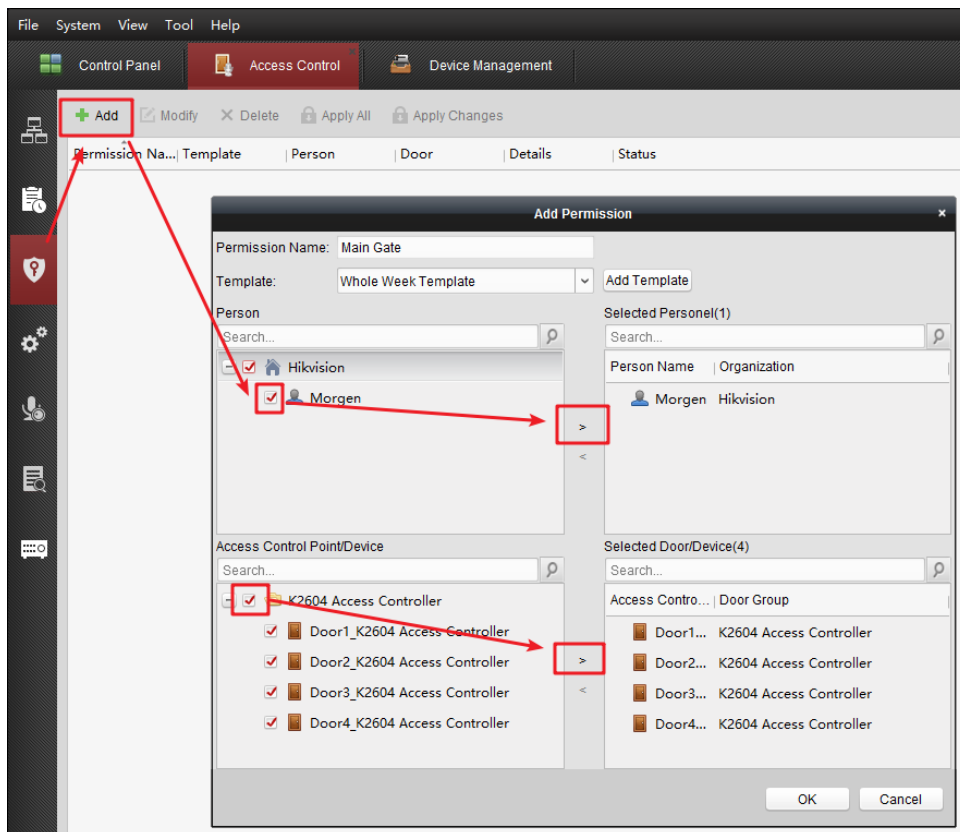 File System View Tool Help
Control Panel Access Control Device Management
Add Modify Delete Apply All Apply Changes
Permission Na... Template Person Door Details Status
Add Permission
Permission Name: Main Gate
Template: Whole Week Template Add Template
Person Selected Personel(1)
Search... Search...
Hikvision Person Name Organization
Morgen Morgen Hikvision
>
<
Access Control Point/Device Selected Door/Device(4)
Search... Search...
K2604 Access Controller Access Contro... Door Group
Door1_K2604 Access Controller Door1... K2604 Access Controller
Door2_K2604 Access Controller > Door2... K2604 Access Controller
Door3_K2604 Access Controller < Door3... K2604 Access Controller
Door4_K2604 Access Controller Door4... K2604 Access Controller
OK Cancel